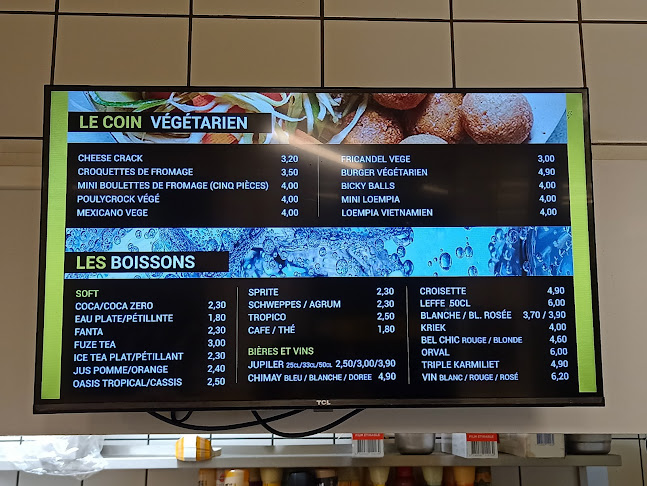 LE COIN VÉGÉTARIEN
CHEESE CRACK 3,20
CROQUETTES DE FROMAGE 3,50
MINI BOULETTES DE FROMAGE (CINQ PIÈCES) 4,00
POULYCROCK VÉGÉ 4,00
MEXICANO VEGE 4,00
FRICANDEL VEGE 3,00
BURGER VÉGÉTARIEN 4,90
BICKY BALLS 4,00
MINI LOEMPIA 4,00
LOEMPIA VIETNAMIEN 4,00
LES BOISSONS
SOFT
COCA/COCA ZERO 2,30
EAU PLATE/PÉTILLNTE 1,80
FANTA 2,30
FUZE TEA 3,00
ICE TEA PLAT/PÉTILLANT 2,30
JUS POMME/ORANGE 2,40
OASIS TROPICAL/CASSIS 2,50
SPRITE 2,30
SCHWEPPES / AGRUM 2,30
TROPICO 2,50
CAFE / THÉ 1,80
BIÈRES ET VINS
JUPILER 25CL/33CL/50CL 2,50/3,00/3,90
CHIMAY BLEU / BLANCHE / DOREE 4,90
CROISETTE 4,90
LEFFE 50CL 6,00
BLANCHE / BL. ROSÉE 3,70 / 3,90
KRIEK 4,00
BEL CHIC ROUGE / BLONDE 4,60
ORVAL 6,00
TRIPLE KARMILIET 4,90
VIN BLANC / ROUGE / ROSÉ 6,20
TCL